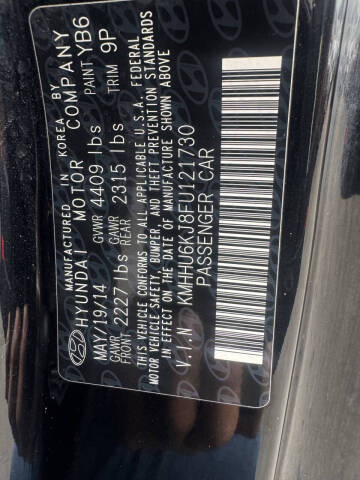 MANUFACTURED IN KOREA BY
HYUNDAI MOTOR COMPANY
MAY/19/14 GVWR 4409 lbs PAINT YB6
GAWR FRONT 2227 lbs GAWR REAR 2315 lbs TRIM 9P
THIS VEHICLE CONFORMS TO ALL APPLICABLE U.S.A. FEDERAL
MOTOR VEHICLE SAFETY, BUMPER, AND THEFT PREVENTION STANDARDS
IN EFFECT ON THE DATE OF MANUFACTURE SHOWN ABOVE
V.I.N KMHHU6KJ8FU121730
PASSENGER CAR